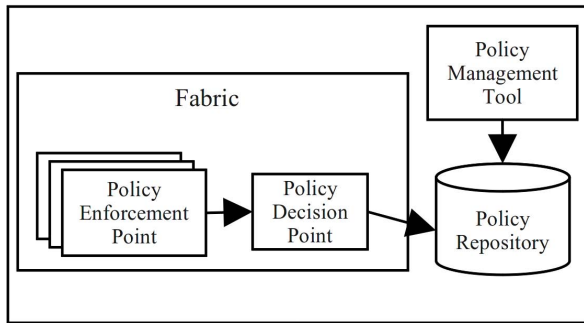 Policy
Management
Tool
Fabric
Policy
Enforcement
Point
Policy
Decision
Point
Policy
Repository